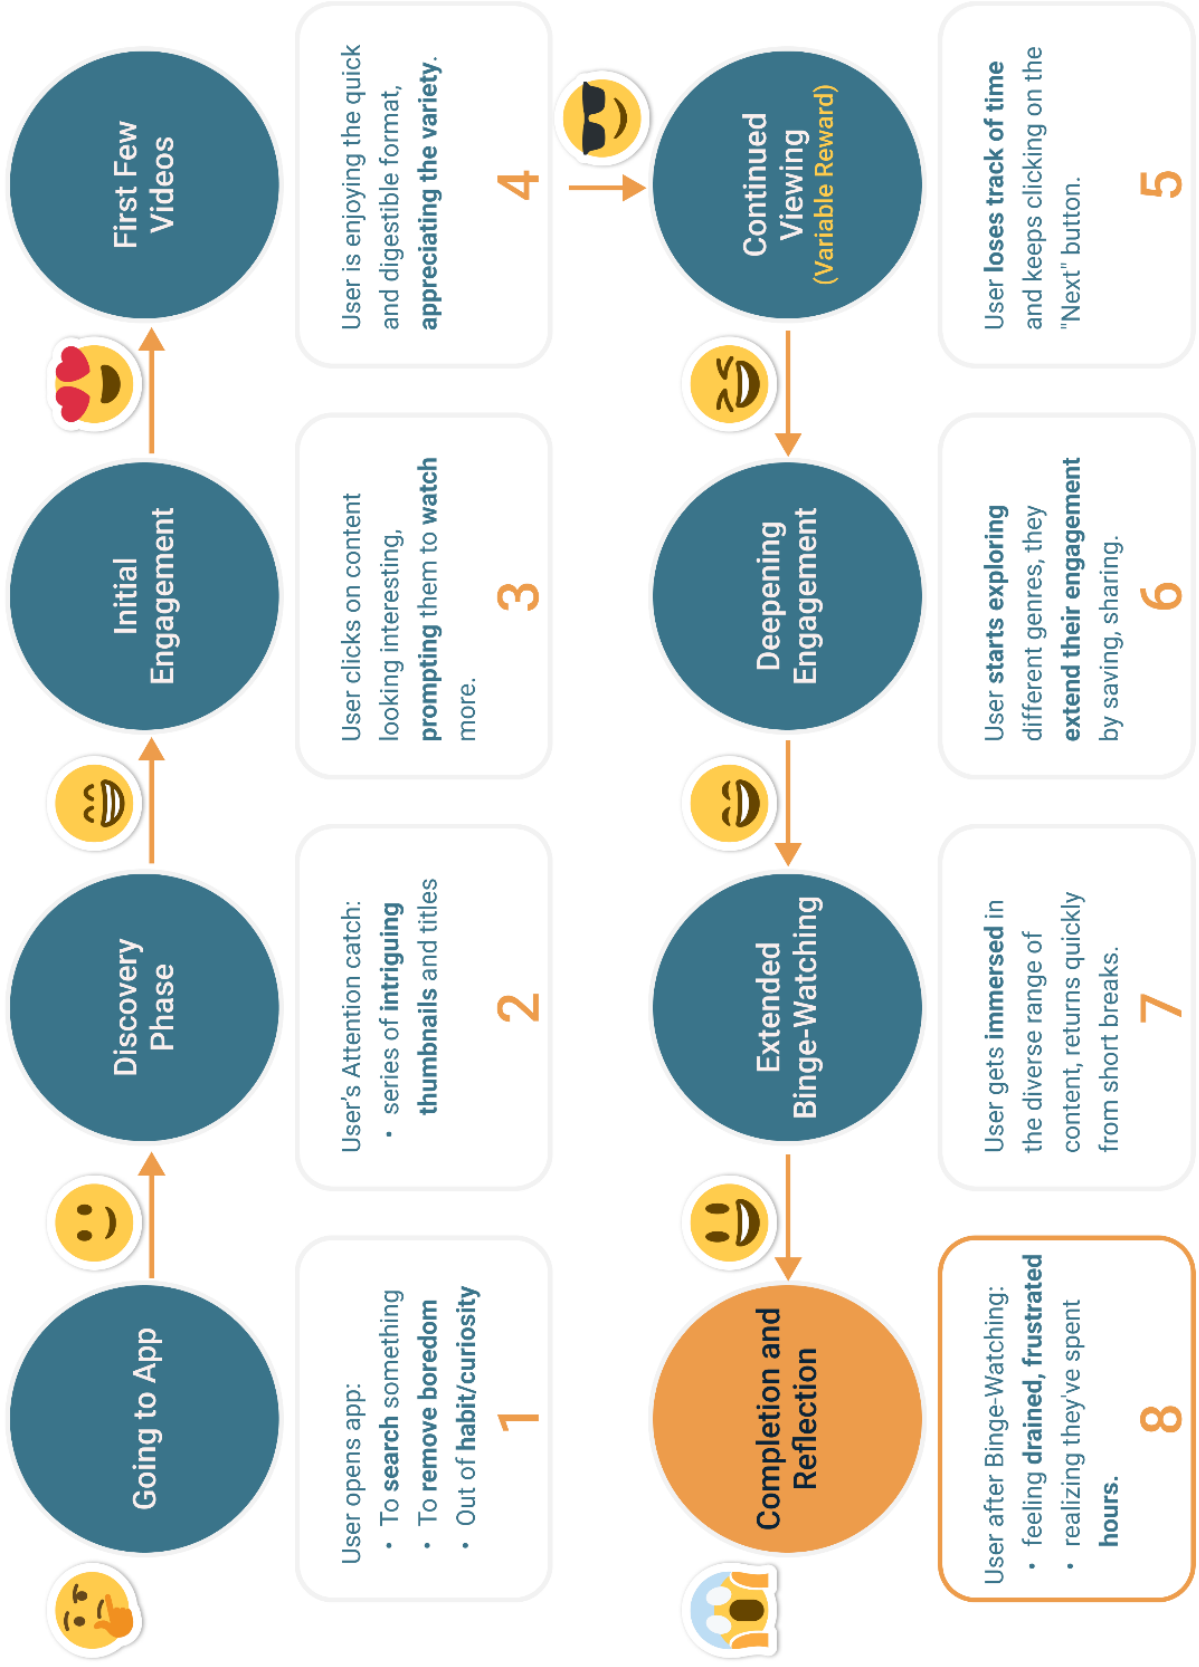 Going to App
User opens app:
• To search something
• To remove boredom
• Out of habit/curiosity
1
Discovery
Phase
User's Attention catch:
• series of intriguing
thumbnails and titles
2
Initial
Engagement
User clicks on content
looking interesting,
prompting them to watch
more.
3
First Few
Videos
User is enjoying the quick
and digestible format,
appreciating the variety.
4
Continued
Viewing
(Variable Reward)
User loses track of time
and keeps clicking on the
"Next" button.
5
Deepening
Engagement
User starts exploring
different genres, they
extend their engagement
by saving, sharing.
6
Extended
Binge-Watching
User gets immersed in
the diverse range of
content, returns quickly
from short breaks.
7
Completion and
Reflection
User after Binge-Watching:
• feeling drained, frustrated
• realizing they've spent
hours.
8